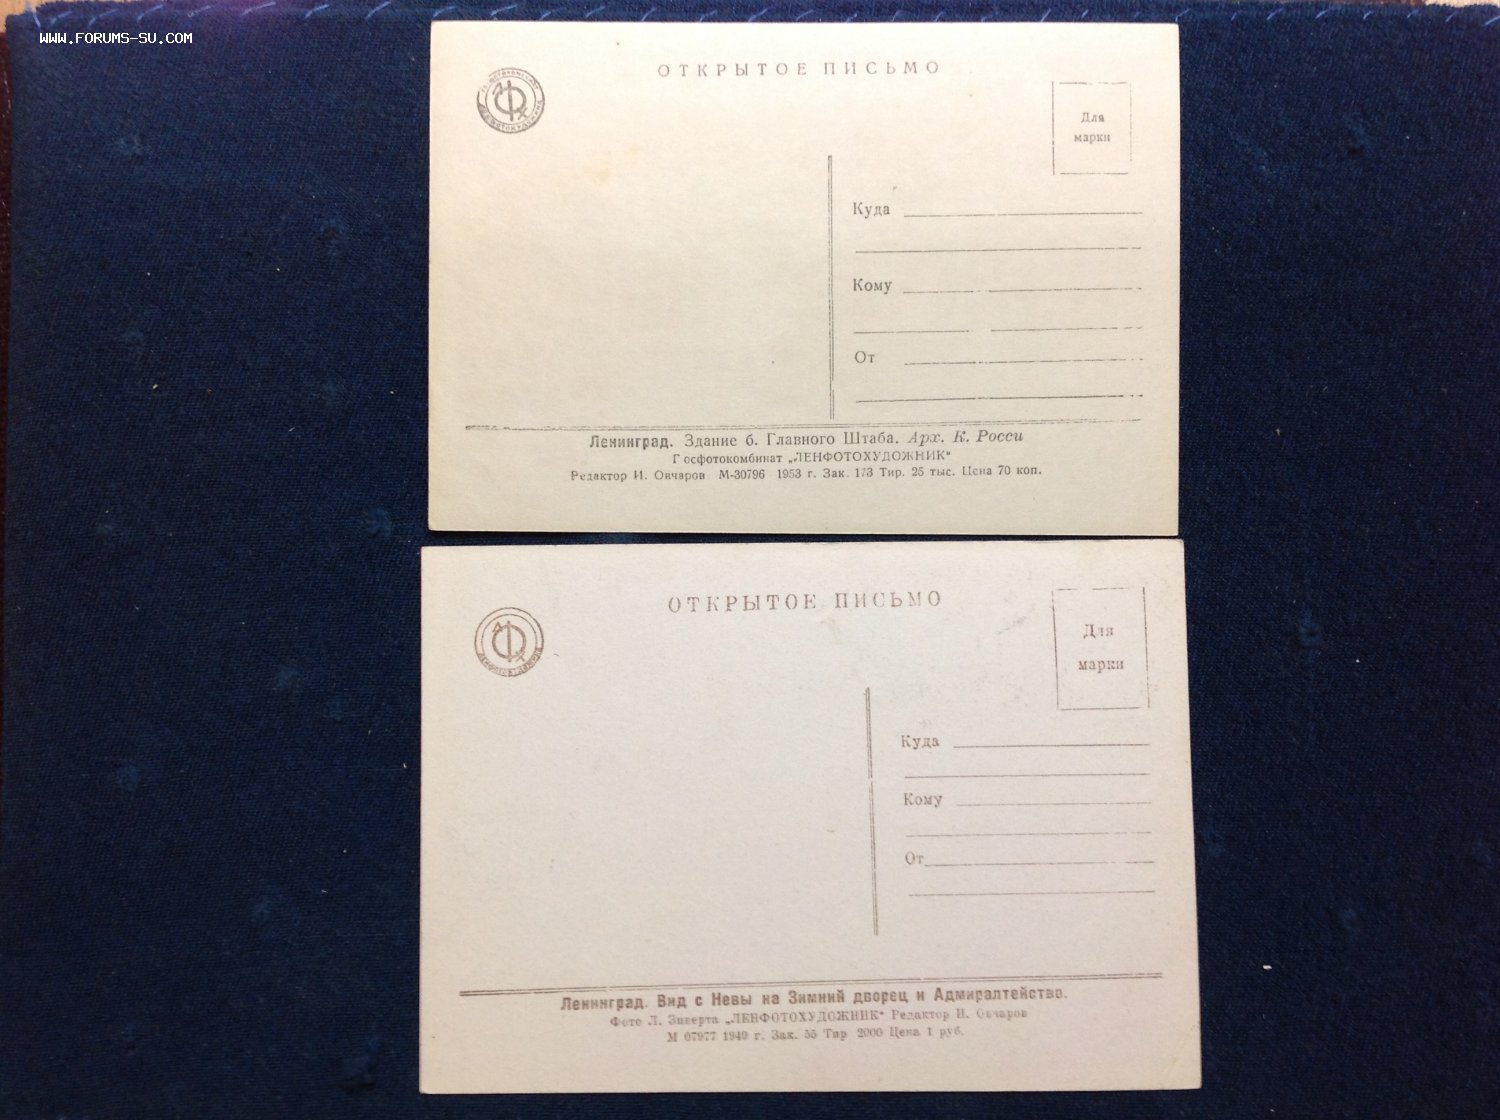 WWW.FORUMS-SU.COM
ОТКРЫТОЕ ПИСЬМО
Для
марки
Куда
Кому
От
Ленинград. Здание б. Главного Штаба. Арх. К. Росси
Госфотокомбинат „ЛЕНФОТОХУДОЖНИК“
Редактор И. Овчаров М-30796 1953 г. Зак. 173 Тир. 25 тыс. Цена 70 коп.
ОТКРЫТОЕ ПИСЬМО
Для
марки
Куда
Кому
От
Ленинград. Вид с Невы на Зимний дворец и Адмиралтейство.
Фото Л. Зиверта „ЛЕНФОТОХУДОЖНИК“ Редактор И. Овчаров
М 07977 1949 г. Зак. 55 Тир 2000 Цена 1 руб.